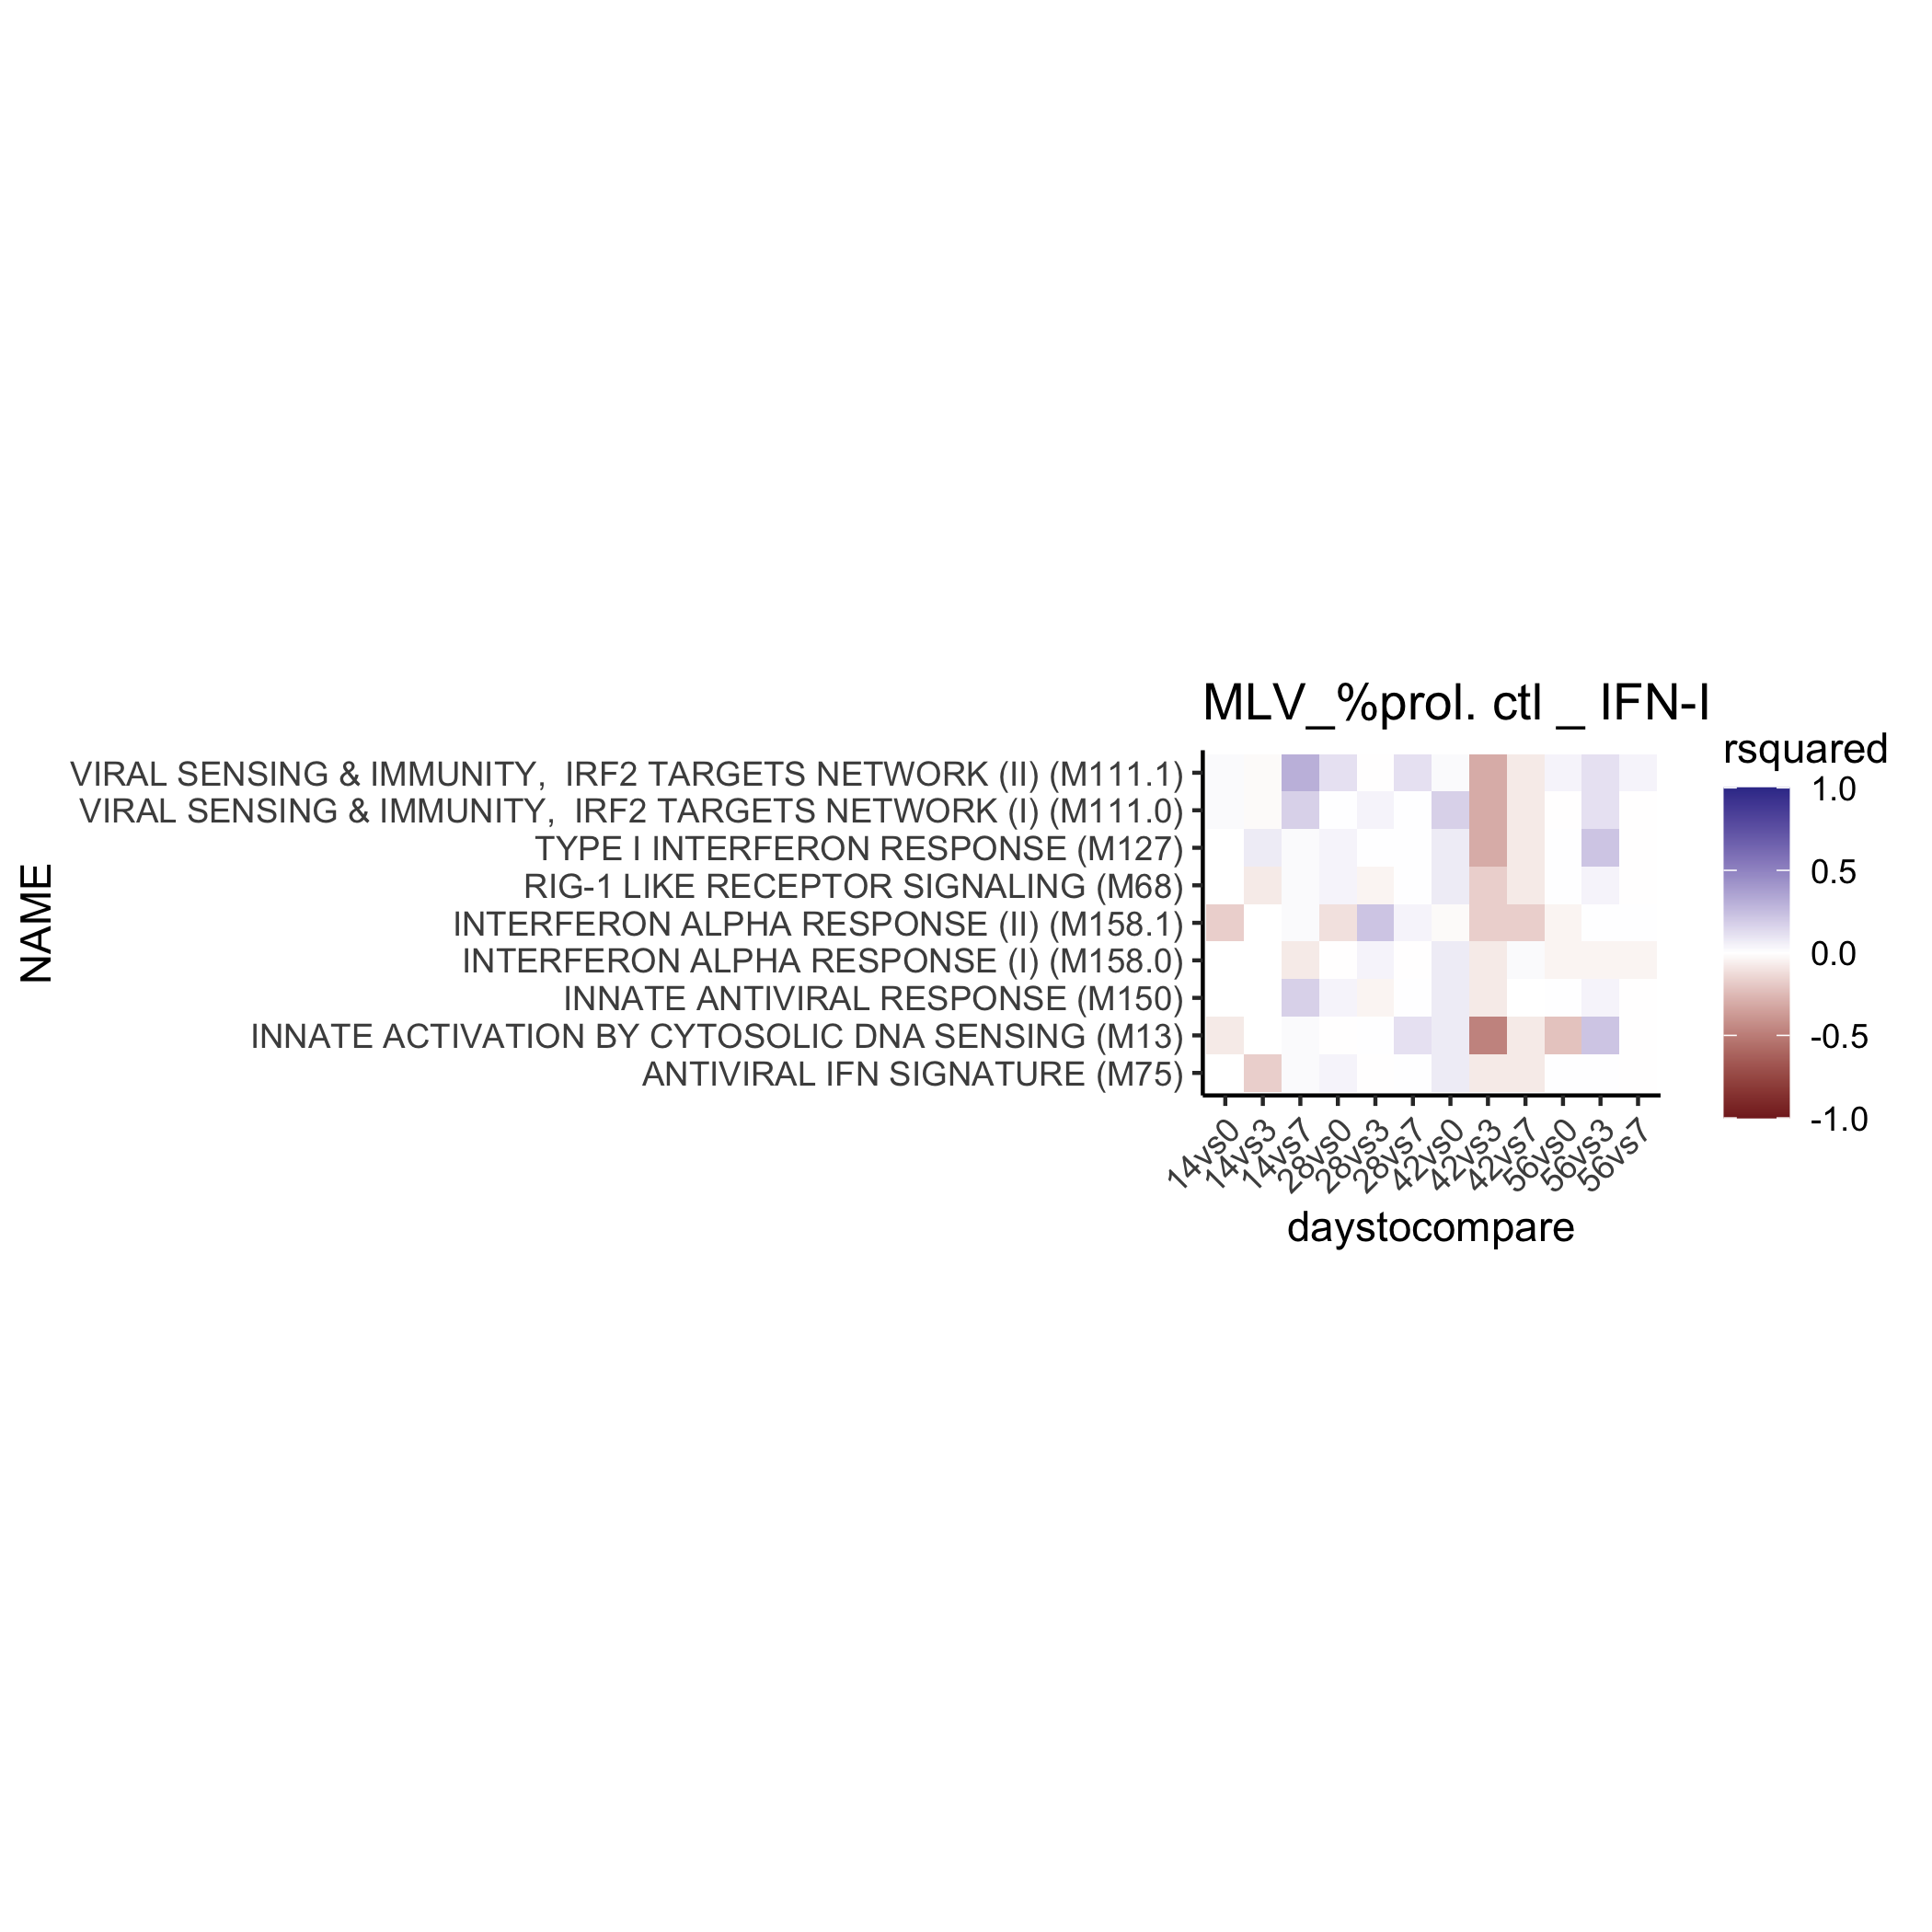 MLV_%prol. ctl _ IFN-I
NAME
VIRAL SENSING & IMMUNITY,  IRF2 TARGETS NETWORK (II) (M111.1)
VIRAL SENSING & IMMUNITY,  IRF2 TARGETS NETWORK (I) (M111.0)
TYPE I INTERFERON RESPONSE (M127)
RIG-1 LIKE RECEPTOR SIGNALING (M68)
INTERFERON ALPHA RESPONSE (II) (M158.1)
INTERFERON ALPHA RESPONSE (I) (M158.0)
INNATE ANTIVIRAL RESPONSE (M150)
INNATE ACTIVATION BY CYTOSOLIC DNA SENSING (M13)
ANTIVIRAL IFN SIGNATURE (M75)
14vs0
14vs3
14vs7
28vs0
28vs3
28vs7
42vs0
42vs3
42vs7
56vs0
56vs3
56vs7
daystocompare
rsquared
1.0
0.5
0.0
-0.5
-1.0